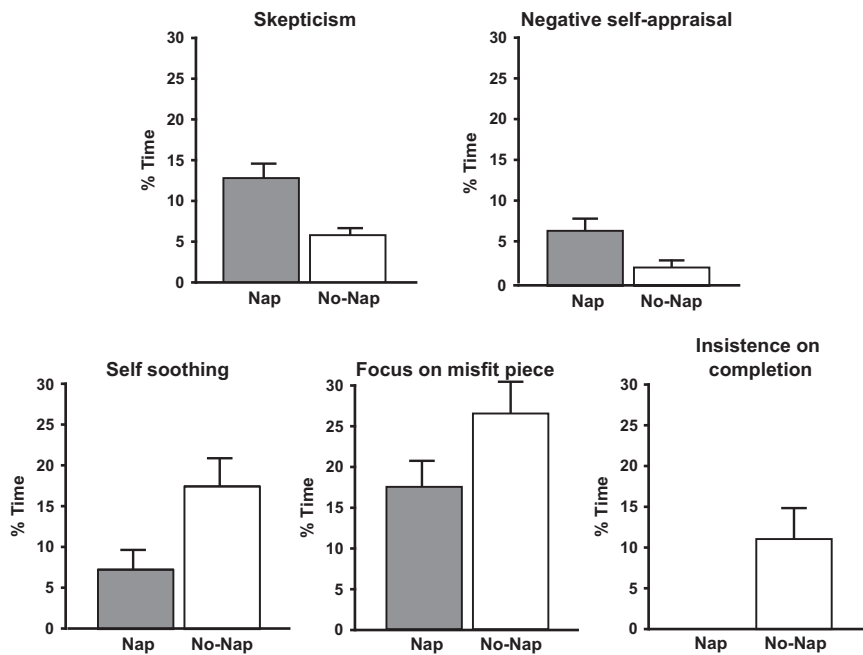 Skepticism
30
25
20
15
10
5
0
% Time
Nap No-Nap
Negative self-appraisal
30
25
20
15
10
5
0
% Time
Nap No-Nap
Self soothing
30
25
20
15
10
5
0
% Time
Nap No-Nap
Focus on misfit piece
30
25
20
15
10
5
0
% Time
Nap No-Nap
Insistence on
completion
30
25
20
15
10
5
0
% Time
Nap No-Nap